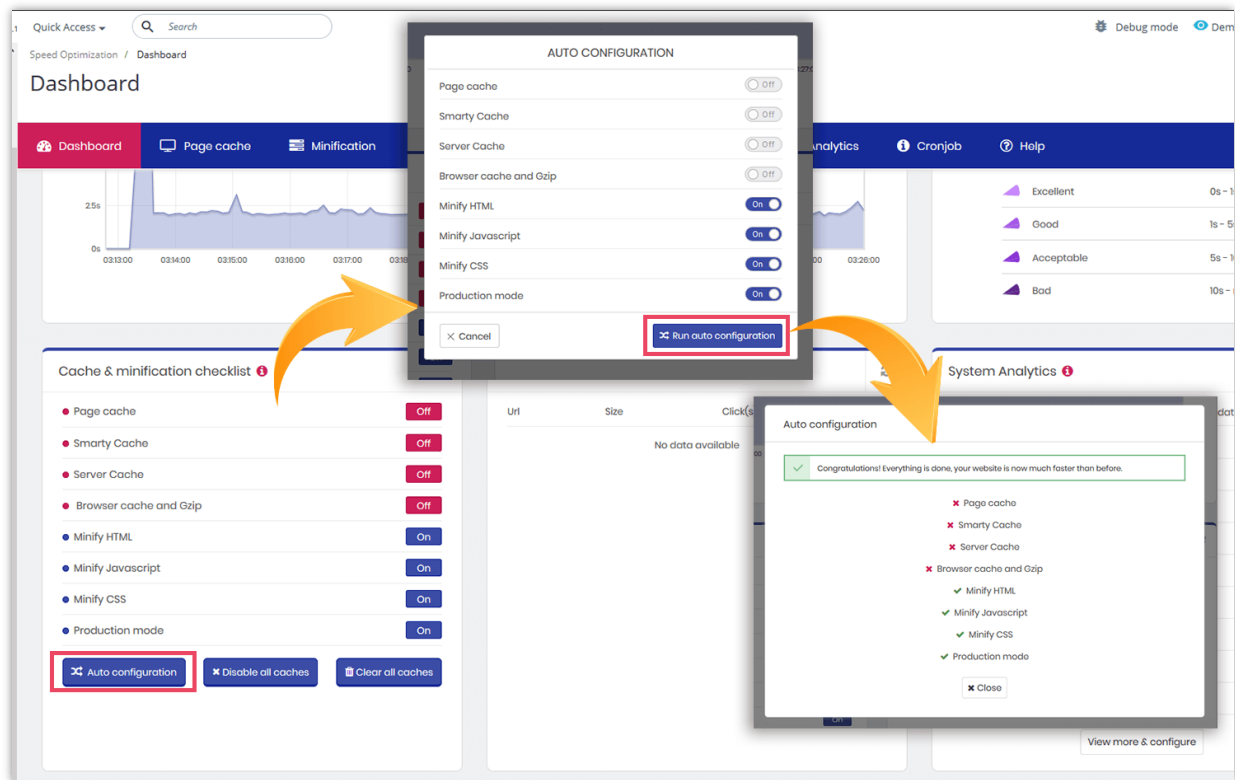 Quick Access
Search
Debug mode
Speed Optimization / Dashboard
Dashboard
Dashboard
Page cache
Minification
Analytics
Cronjob
Help
2.5s
0s
03:13:00
03:14:00
03:15:00
03:16:00
03:17:00
03:26:00
Excellent
0s -
Good
1s -
Acceptable
5s -
Bad
10s -
AUTO CONFIGURATION
Page cache
Off
Smarty Cache
Off
Server Cache
Off
Browser cache and Gzip
Off
Minify HTML
On
Minify Javascript
On
Minify CSS
On
Production mode
On
Cancel
Run auto configuration
Cache & minification checklist
Page cache
Off
Smarty Cache
Off
Server Cache
Off
Browser cache and Gzip
Off
Minify HTML
On
Minify Javascript
On
Minify CSS
On
Production mode
On
Auto configuration
Disable all caches
Clear all caches
Url
Size
No data available
System Analytics
Auto configuration
Congratulations! Everything is done, your website is now much faster than before.
Page cache
Smarty Cache
Server Cache
Browser cache and Gzip
Minify HTML
Minify Javascript
Minify CSS
Production mode
Close
View more & configure